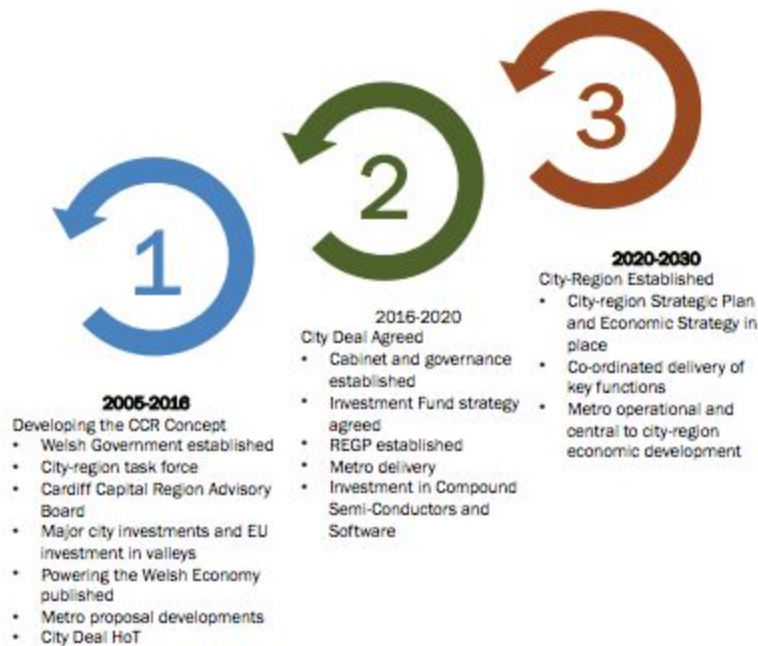 1
2005-2016
Developing the CCR Concept
• Welsh Government established
• City-region task force
• Cardiff Capital Region Advisory
Board
• Major city investments and EU
investment in valleys
• Powering the Welsh Economy
published
• Metro proposal developments
• City Deal HoT
2
2016-2020
City Deal Agreed
• Cabinet and governance
established
• Investment Fund strategy
agreed
• REGP established
• Metro delivery
• Investment in Compound
Semi-Conductors and
Software
3
2020-2030
City-Region Established
• City-region Strategic Plan
and Economic Strategy in
place
• Co-ordinated delivery of
key functions
• Metro operational and
central to city-region
economic development